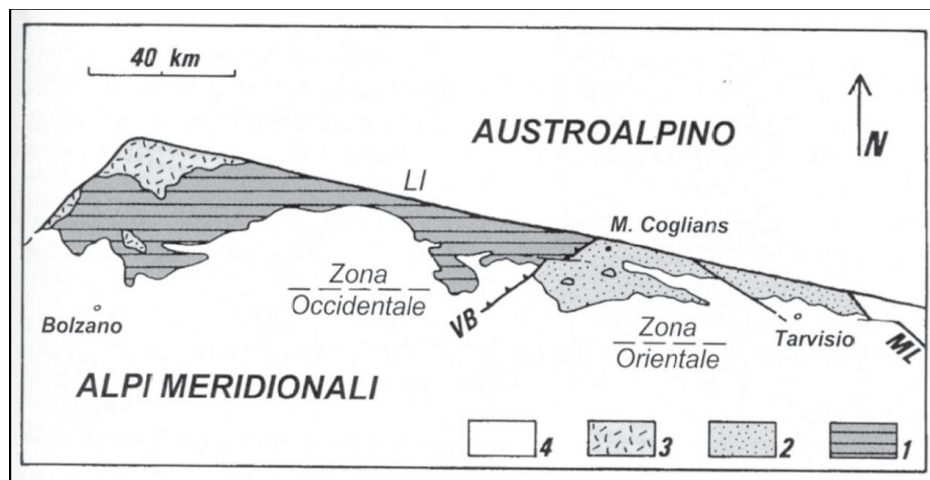 40 km
AUSTROALPINO
N
LI
M. Coglians
Zona
Occidentale
VB
Zona
Orientale
Bolzano
Tarvisio
ML
ALPI MERIDIONALI
4
3
2
1